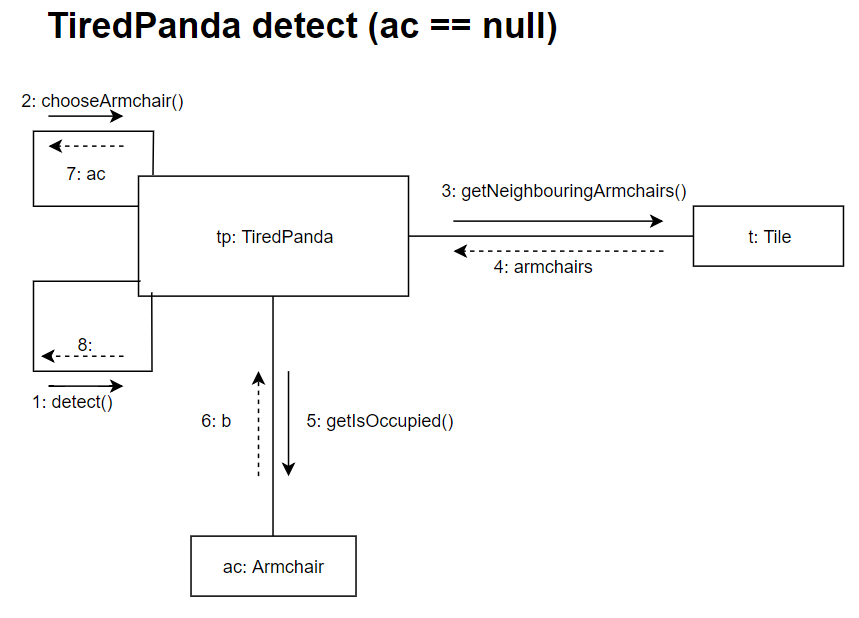 TiredPanda detect (ac == null)
2: chooseArmchair()
7: ac
3: getNeighbouringArmchairs()
tp: TiredPanda
t: Tile
4: armchairs
8:
1: detect()
6: b
5: getIsOccupied()
ac: Armchair